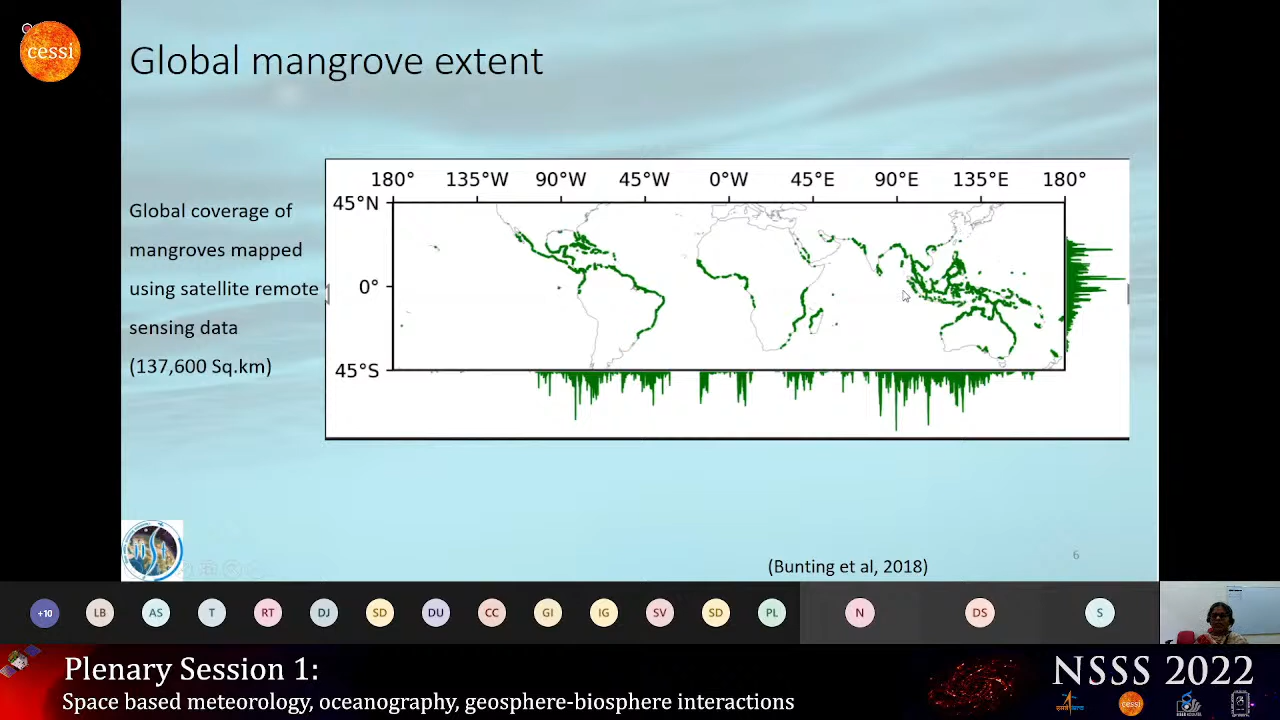 cessi
Global mangrove extent
180° 135°W 90°W 45°W 0°W 45°E 90°E 135°E 180°
45°N
0°
45°S
Global coverage of
mangroves mapped
using satellite remote
sensing data
(137,600 Sq.km)
6
(Bunting et al, 2018)
+10 LB AS T RT DJ SD DU CC GI IG SV SD PL N DS S
Plenary Session 1:
Space based meteorology, oceanography, geosphere-biosphere interactions
NSSS 2022
cessi